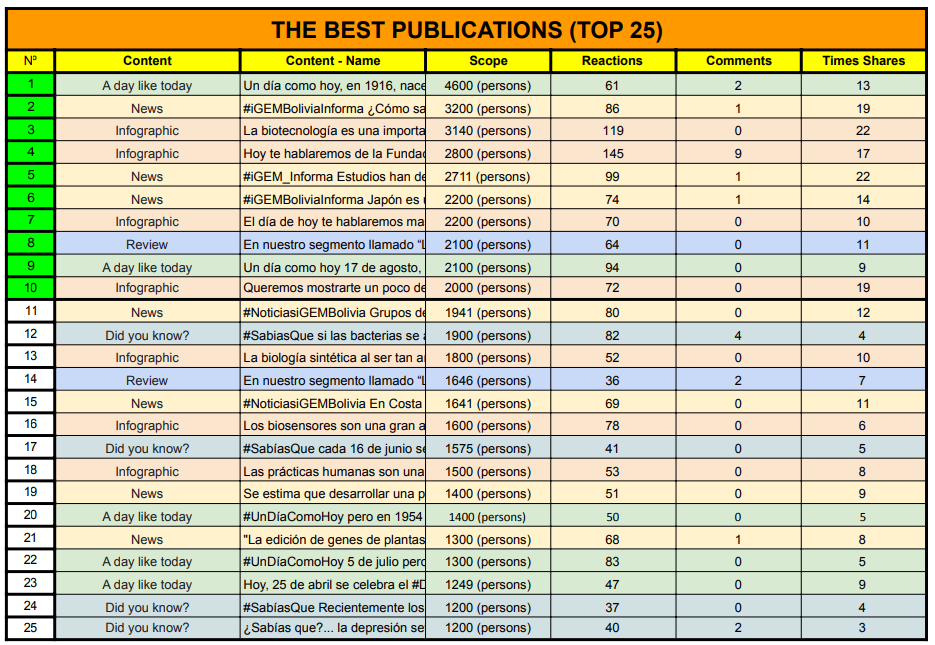 THE BEST PUBLICATIONS (TOP 25)
Nº Content Content - Name Scope Reactions Comments Times Shares
1 A day like today Un día como hoy, en 1916, nace 4600 (persons) 61 2 13
2 News #iGEMBoliviaInforma ¿Cómo sa 3200 (persons) 86 1 19
3 Infographic La biotecnología es una importa 3140 (persons) 119 0 22
4 Infographic Hoy te hablaremos de la Fundac 2800 (persons) 145 9 17
5 News #iGEM_Informa Estudios han de 2711 (persons) 99 1 22
6 News #iGEMBoliviaInforma Japón es 2200 (persons) 74 1 14
7 Infographic El día de hoy te hablaremos ma 2200 (persons) 70 0 10
8 Review En nuestro segmento llamado “L 2100 (persons) 64 0 11
9 A day like today Un día como hoy 17 de agosto, 2100 (persons) 94 0 9
10 Infographic Queremos mostrarte un poco de 2000 (persons) 72 0 19
11 News #NoticiasiGEMBolivia Grupos de 1941 (persons) 80 0 12
12 Did you know? #SabiasQue si las bacterias se a 1900 (persons) 82 4 4
13 Infographic La biología sintética al ser tan a 1800 (persons) 52 0 10
14 Review En nuestro segmento llamado “L 1646 (persons) 36 2 7
15 News #NoticiasiGEMBolivia En Costa 1641 (persons) 69 0 11
16 Infographic Los biosensores son una gran a 1600 (persons) 78 0 6
17 Did you know? #SabíasQue cada 16 de junio se 1575 (persons) 41 0 5
18 Infographic Las prácticas humanas son una 1500 (persons) 53 0 8
19 News Se estima que desarrollar una p 1400 (persons) 51 0 9
20 A day like today #UnDíaComoHoy pero en 1954 1400 (persons) 50 0 5
21 News "La edición de genes de plantas 1300 (persons) 68 1 8
22 A day like today #UnDíaComoHoy 5 de julio perc 1300 (persons) 83 0 5
23 A day like today Hoy, 25 de abril se celebra el #D 1249 (persons) 47 0 9
24 Did you know? #SabíasQue Recientemente los 1200 (persons) 37 0 4
25 Did you know? ¿Sabías que?... la depresión se 1200 (persons) 40 2 3